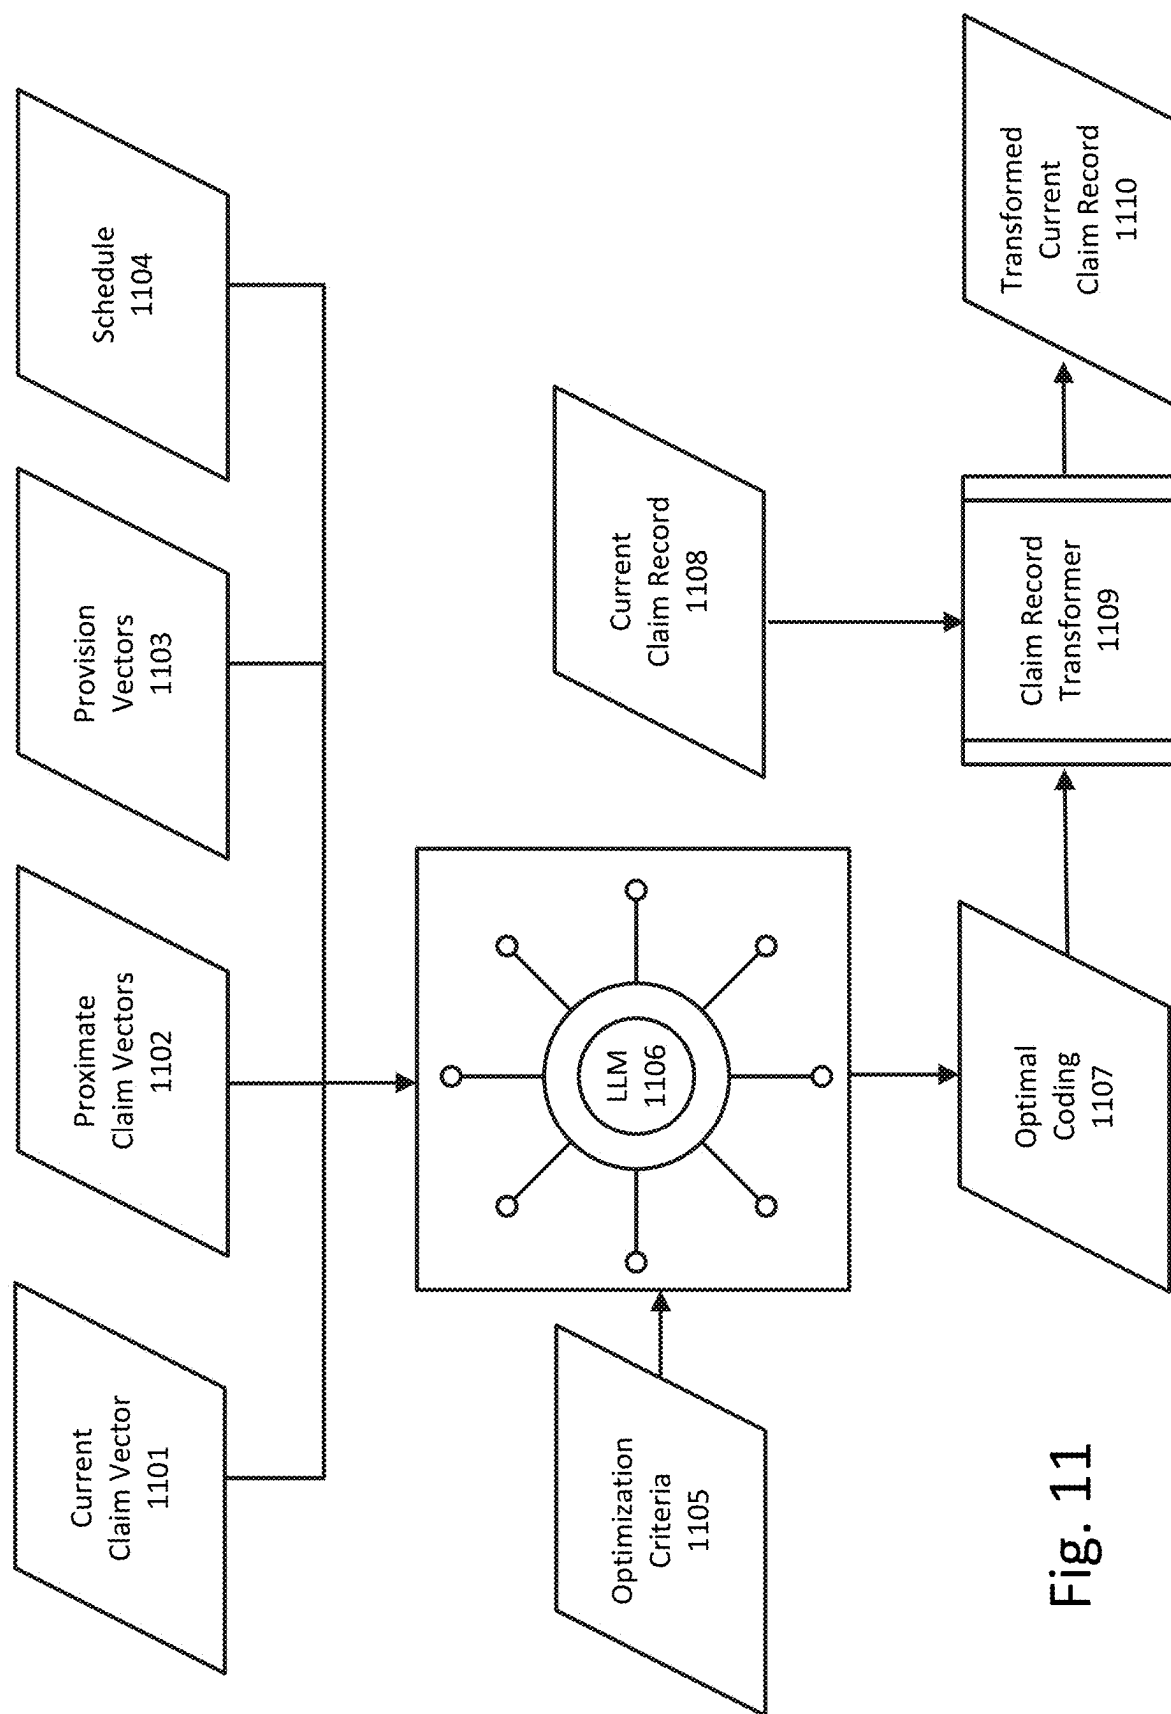 Current
Claim Vector
1101
Proximate
Claim Vectors
1102
Provision
Vectors
1103
Schedule
1104
Optimization
Criteria
1105
LLM
1106
Current
Claim Record
1108
Optimal
Coding
1107
Claim Record
Transformer
1109
Transformed
Current
Claim Record
1110
Fig. 11